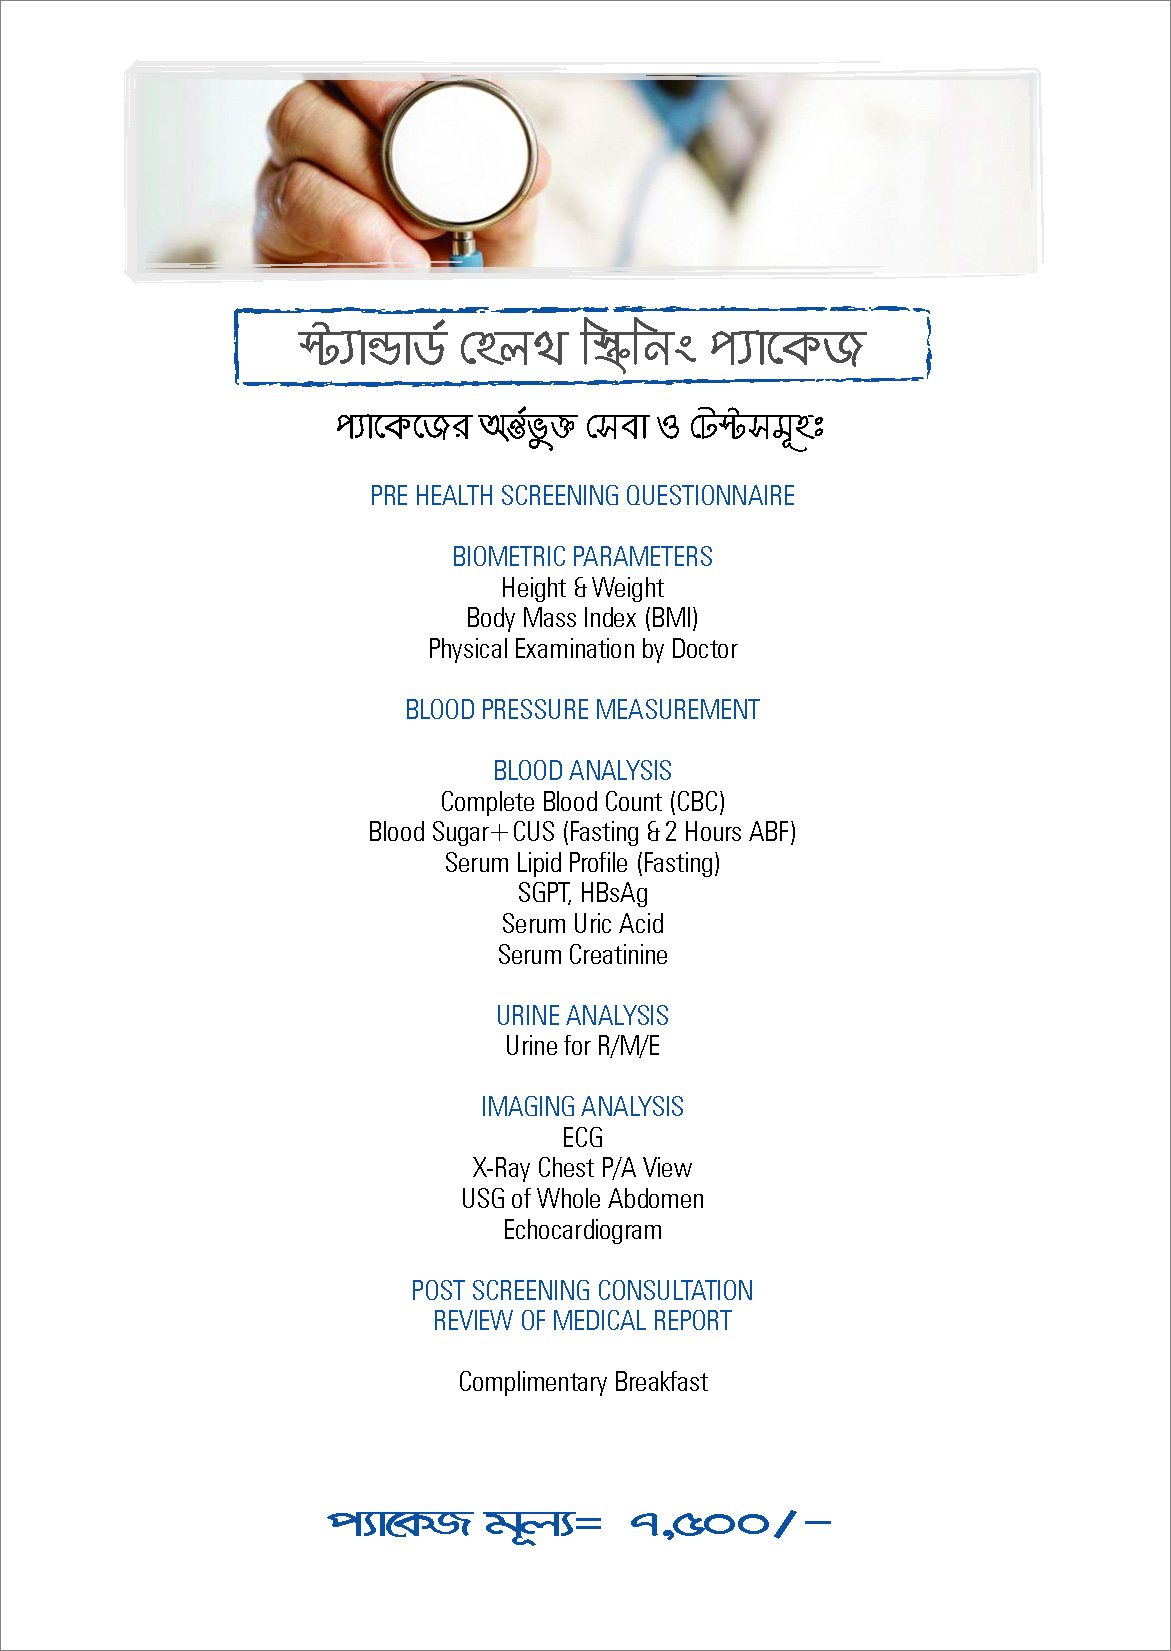 স্ট্যান্ডার্ড হেলথ স্ক্রিনিং প্যাকেজ
প্যাকেজের অর্ন্তভুক্ত সেবা ও টেস্টসমূহঃ
PRE HEALTH SCREENING QUESTIONNAIRE
BIOMETRIC PARAMETERS
Height & Weight
Body Mass Index (BMI)
Physical Examination by Doctor
BLOOD PRESSURE MEASUREMENT
BLOOD ANALYSIS
Complete Blood Count (CBC)
Blood Sugar+CUS (Fasting & 2 Hours ABF)
Serum Lipid Profile (Fasting)
SGPT, HBsAg
Serum Uric Acid
Serum Creatinine
URINE ANALYSIS
Urine for R/M/E
IMAGING ANALYSIS
ECG
X-Ray Chest P/A View
USG of Whole Abdomen
Echocardiogram
POST SCREENING CONSULTATION
REVIEW OF MEDICAL REPORT
Complimentary Breakfast
প্যাকেজ মূল্য= ৭,৫০০/-